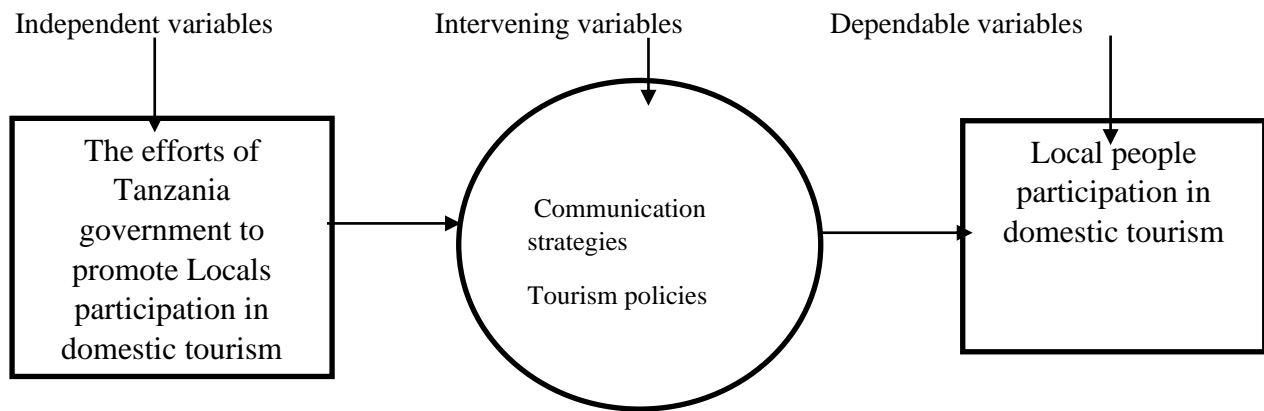 Independent variables
Intervening variables
Dependable variables
The efforts of
Tanzania
government to
promote Locals
participation in
domestic tourism
Communication
strategies
Tourism policies
Local people
participation in
domestic tourism